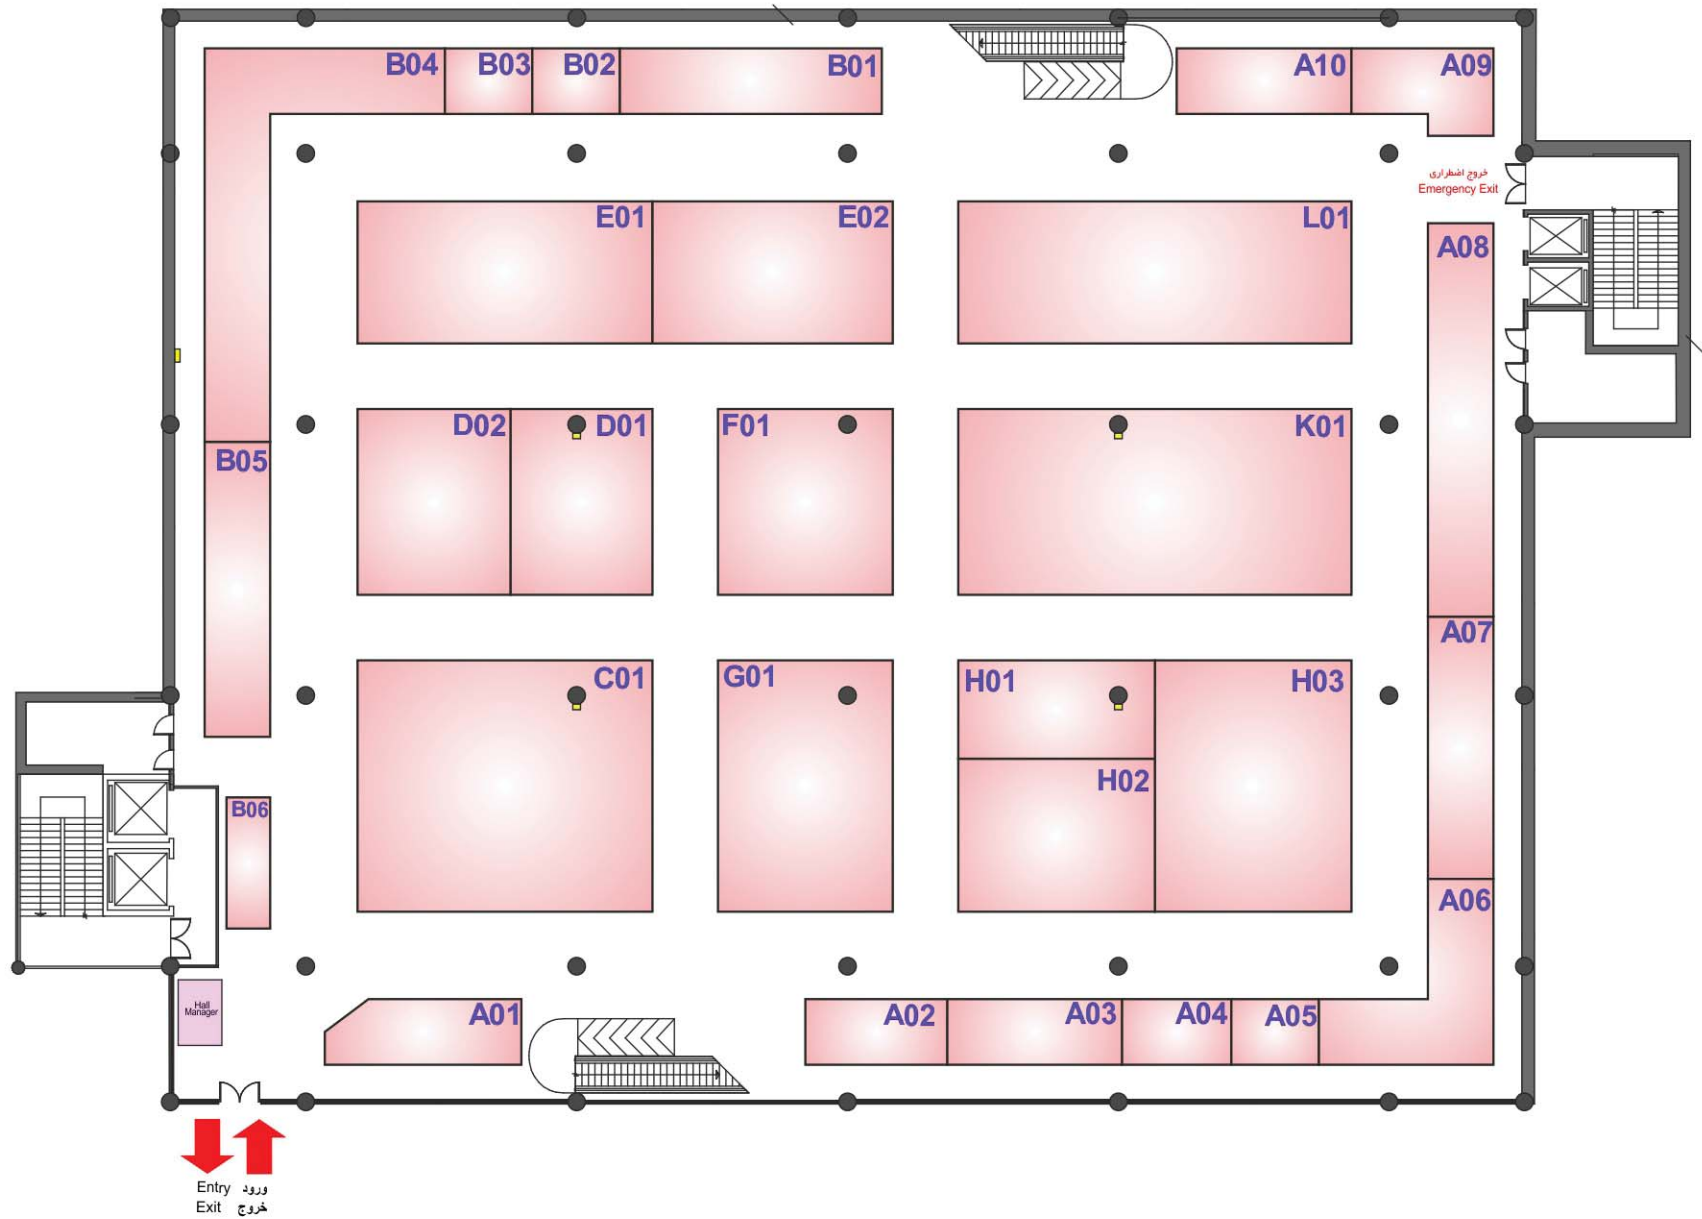 B04 B03 B02 B01 A10 A09
خروج اضطراری
Emergency Exit
E01 E02 L01
A08
D02 D01 F01 K01
B05
A07
C01 G01 H01 H03
H02
B06
A06
Hall
Manager
A01 A02 A03 A04 A05
Entry ورود
Exit خروج